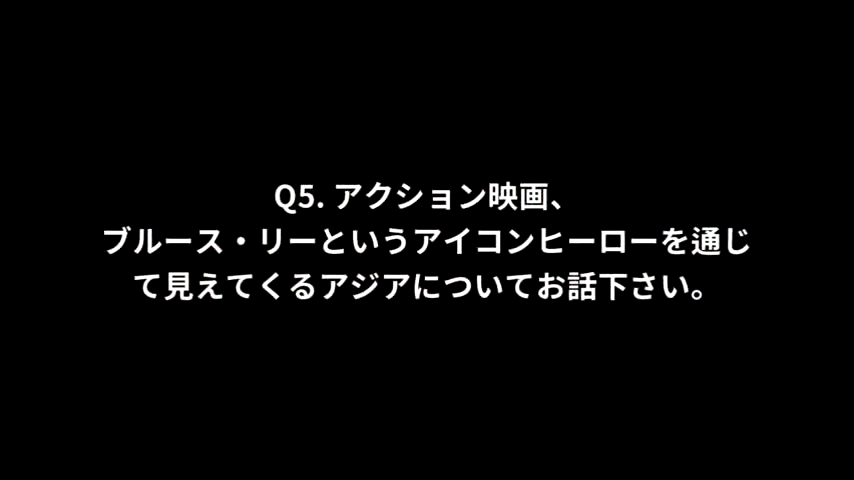 Q5. アクション映画、
ブルース・リーというアイコンヒーローを通じ
て見えてくるアジアについてお話下さい。